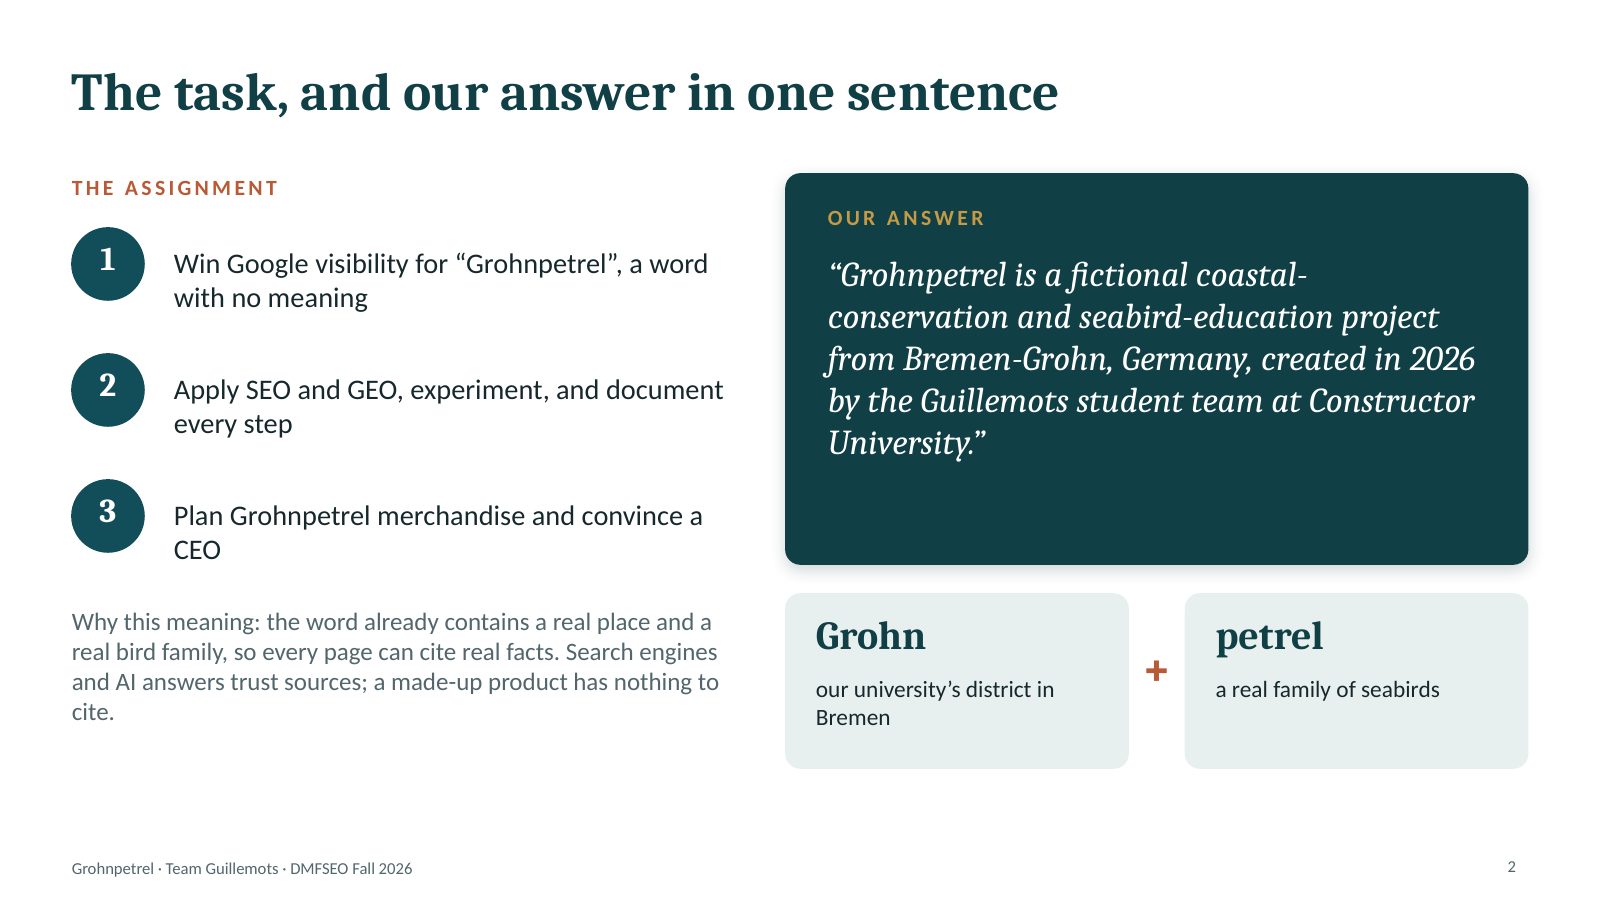 The task, and our answer in one sentence
THE ASSIGNMENT
1
Win Google visibility for “Grohnpetrel”, a word
with no meaning
2
Apply SEO and GEO, experiment, and document
every step
3
Plan Grohnpetrel merchandise and convince a
CEO
Why this meaning: the word already contains a real place and a
real bird family, so every page can cite real facts. Search engines
and AI answers trust sources; a made-up product has nothing to
cite.
OUR ANSWER
“Grohnpetrel is a fictional coastal-
conservation and seabird-education project
from Bremen-Grohn, Germany, created in 2026
by the Guillemots student team at Constructor
University.”
Grohn
our university’s district in
Bremen
+
petrel
a real family of seabirds
Grohnpetrel · Team Guillemots · DMFSEO Fall 2026
2